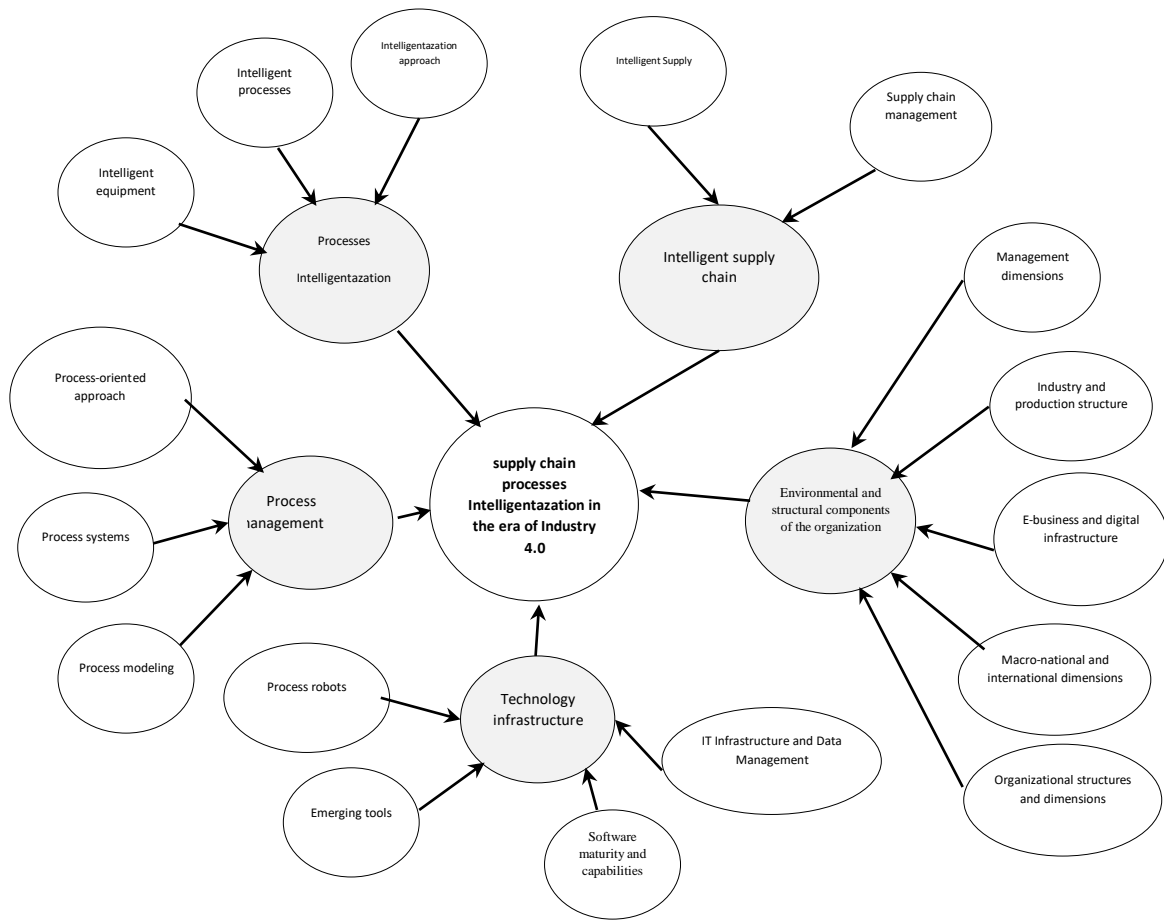 Intelligentazation
approach
Intelligent
processes
Intelligent Supply
Supply chain
management
Intelligent
equipment
Processes
Intelligentazation
Intelligent supply
chain
Management
dimensions
Process-oriented
approach
Industry and
production structure
supply chain
processes
Intelligentazation in
the era of Industry
4.0
Process
management
Environmental and
structural components
of the organization
E-business and digital
infrastructure
Process systems
Process modeling
Macro-national and
international dimensions
Process robots
Technology
infrastructure
IT Infrastructure and Data
Management
Organizational structures
and dimensions
Emerging tools
Software
maturity and
capabilities